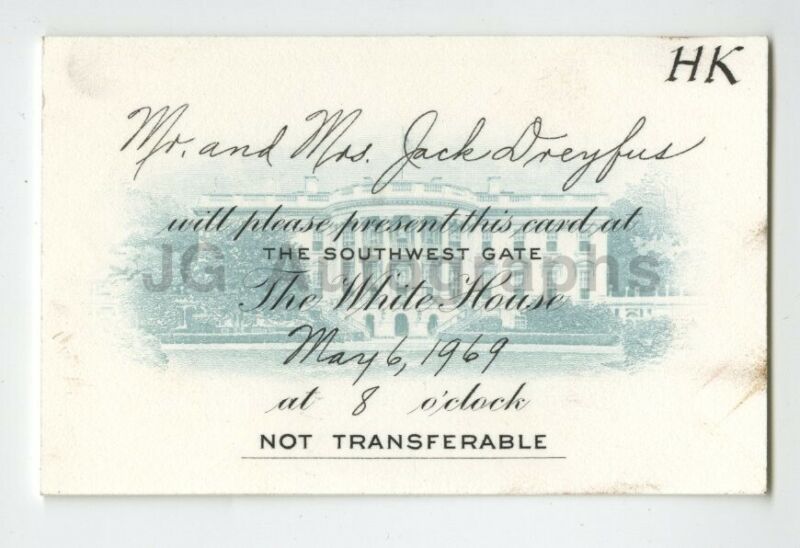 HK
Mr. and Mrs. Jack Dreyfus
will please present this card at
THE SOUTHWEST GATE
JG Autographs
The White House
May 6, 1969
at 8 o'clock
NOT TRANSFERABLE